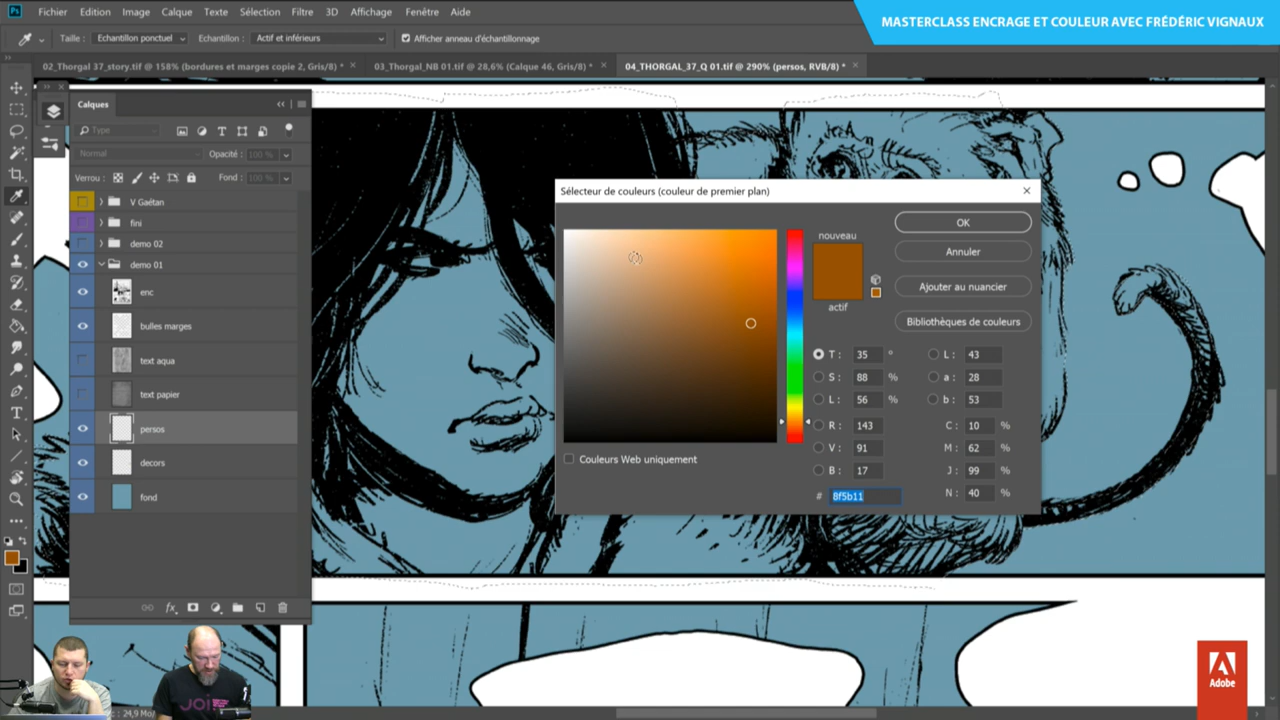 Fichier Edition Image Calque Texte Sélection Filtre 3D Affichage Fenêtre Aide
MASTERCLASS ENCRAGE ET COULEUR AVEC FRÉDÉRIC VIGNAUX
Taille : Echantillon ponctuel Echantillon : Actif et inférieurs Afficher anneau d'échantillonnage
02_Thorgal 37_story.tif @ 158% (bordures et marges copie 2, Gris/8) * 03_Thorgal_NB 01.tif @ 28,6% (Calque 46, Gris/8) * 04_THORGAL_37_Q 01.tif @ 290% (persos, RVB/8) *
Calques
Type
Normal Opacité : 100 %
Verrou : Fond : 100 %
V Gaétan
fini
demo 02
demo 01
enc
bulles marges
text aqua
text papier
persos
decors
fond
Sélecteur de couleurs (couleur de premier plan)
nouveau
actif
OK
Annuler
Ajouter au nuancier
Bibliothèques de couleurs
T : 35 ° L : 43
S : 88 % a : 28
L : 56 % b : 53
R : 143 C : 10 %
V : 91 M : 62 %
B : 17 J : 99 %
# 8f5b11 N : 40 %
Couleurs Web uniquement
fx
: 24,9 Mo/
Adobe